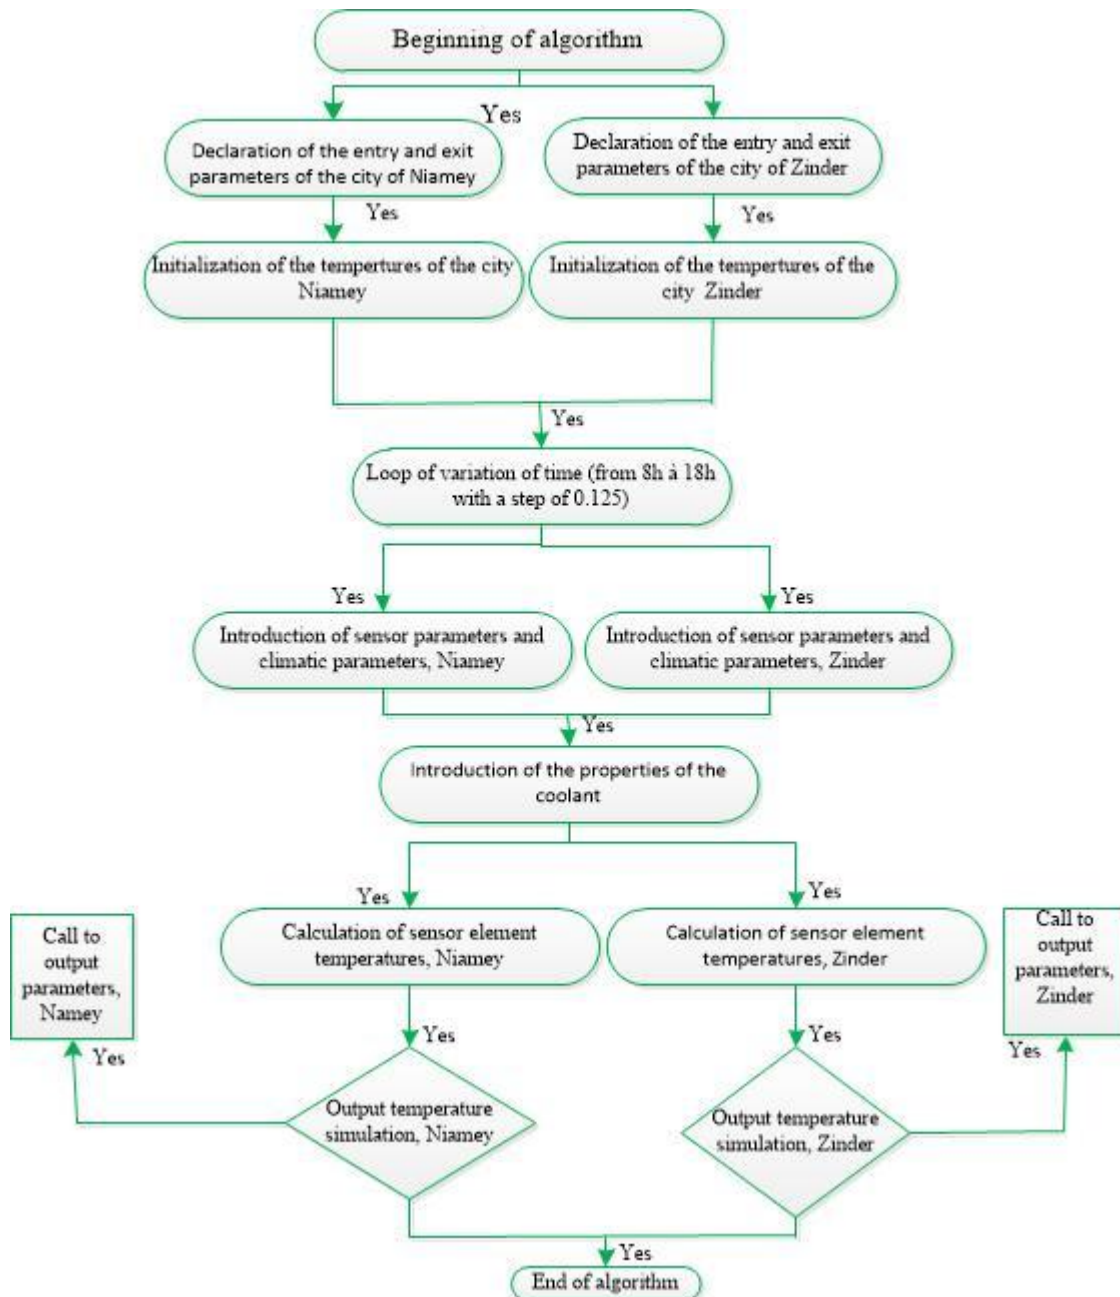 Beginning of algorithm
Yes
Declaration of the entry and exit
parameters of the city of Niamey
Declaration of the entry and exit
parameters of the city of Zinder
Yes
Yes
Initialization of the tempertures of the city
Niamey
Initialization of the tempertures of the
city Zinder
Yes
Loop of variation of time (from 8h à 18h
with a step of 0.125)
Yes
Yes
Introduction of sensor parameters and
climatic parameters, Niamey
Introduction of sensor parameters and
climatic parameters, Zinder
Yes
Introduction of the properties of the
coolant
Yes
Yes
Call to
output
parameters,
Namey
Calculation of sensor element
temperatures, Niamey
Calculation of sensor element
temperatures, Zinder
Call to
output
parameters,
Zinder
Yes
Yes
Yes
Yes
Output temperature
simulation, Niamey
Output temperature
simulation, Zinder
Yes
End of algorithm